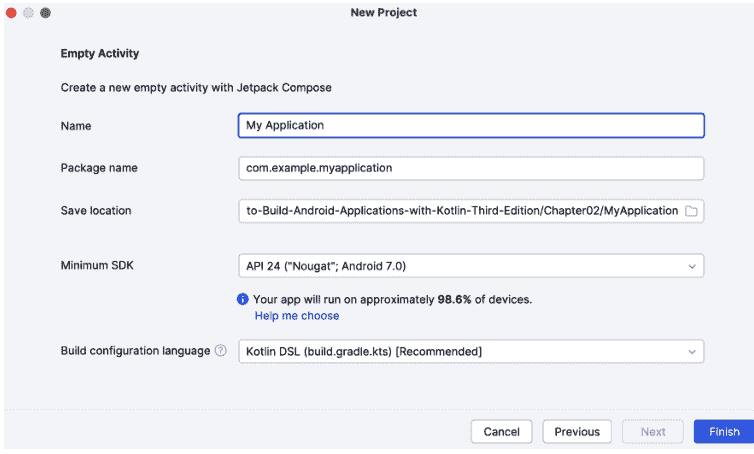 New Project
Empty Activity
Create a new empty activity with Jetpack Compose
Name
My Application
Package name
com.example.myapplication
Save location
to-Build-Android-Applications-with-Kotlin-Third-Edition/Chapter02/MyApplication
Minimum SDK
API 24 ("Nougat"; Android 7.0)
Your app will run on approximately 98.6% of devices.
Help me choose
Build configuration language
Kotlin DSL (build.gradle.kts) [Recommended]
Cancel
Previous
Next
Finish